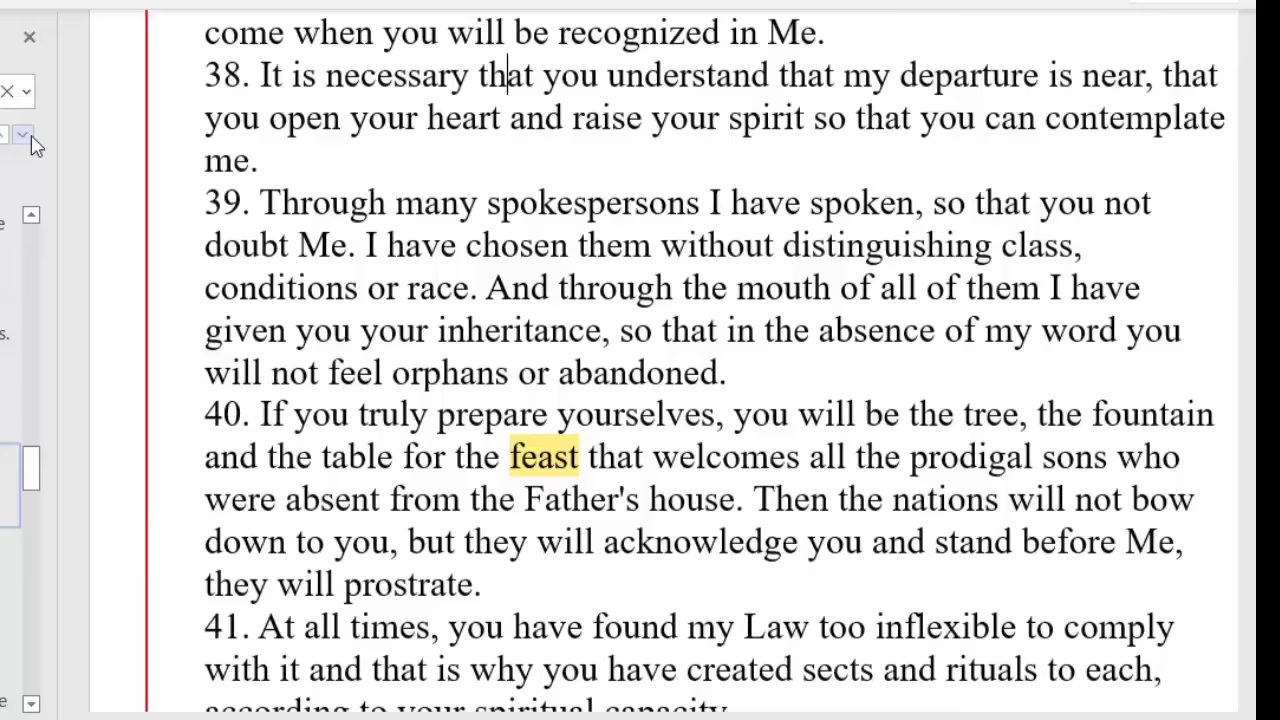 come when you will be recognized in Me.
38. It is necessary that you understand that my departure is near, that
you open your heart and raise your spirit so that you can contemplate
me.
39. Through many spokespersons I have spoken, so that you not
doubt Me. I have chosen them without distinguishing class,
conditions or race. And through the mouth of all of them I have
given you your inheritance, so that in the absence of my word you
will not feel orphans or abandoned.
40. If you truly prepare yourselves, you will be the tree, the fountain
and the table for the feast that welcomes all the prodigal sons who
were absent from the Father's house. Then the nations will not bow
down to you, but they will acknowledge you and stand before Me,
they will prostrate.
41. At all times, you have found my Law too inflexible to comply
with it and that is why you have created sects and rituals to each,
according to your spiritual capacity.